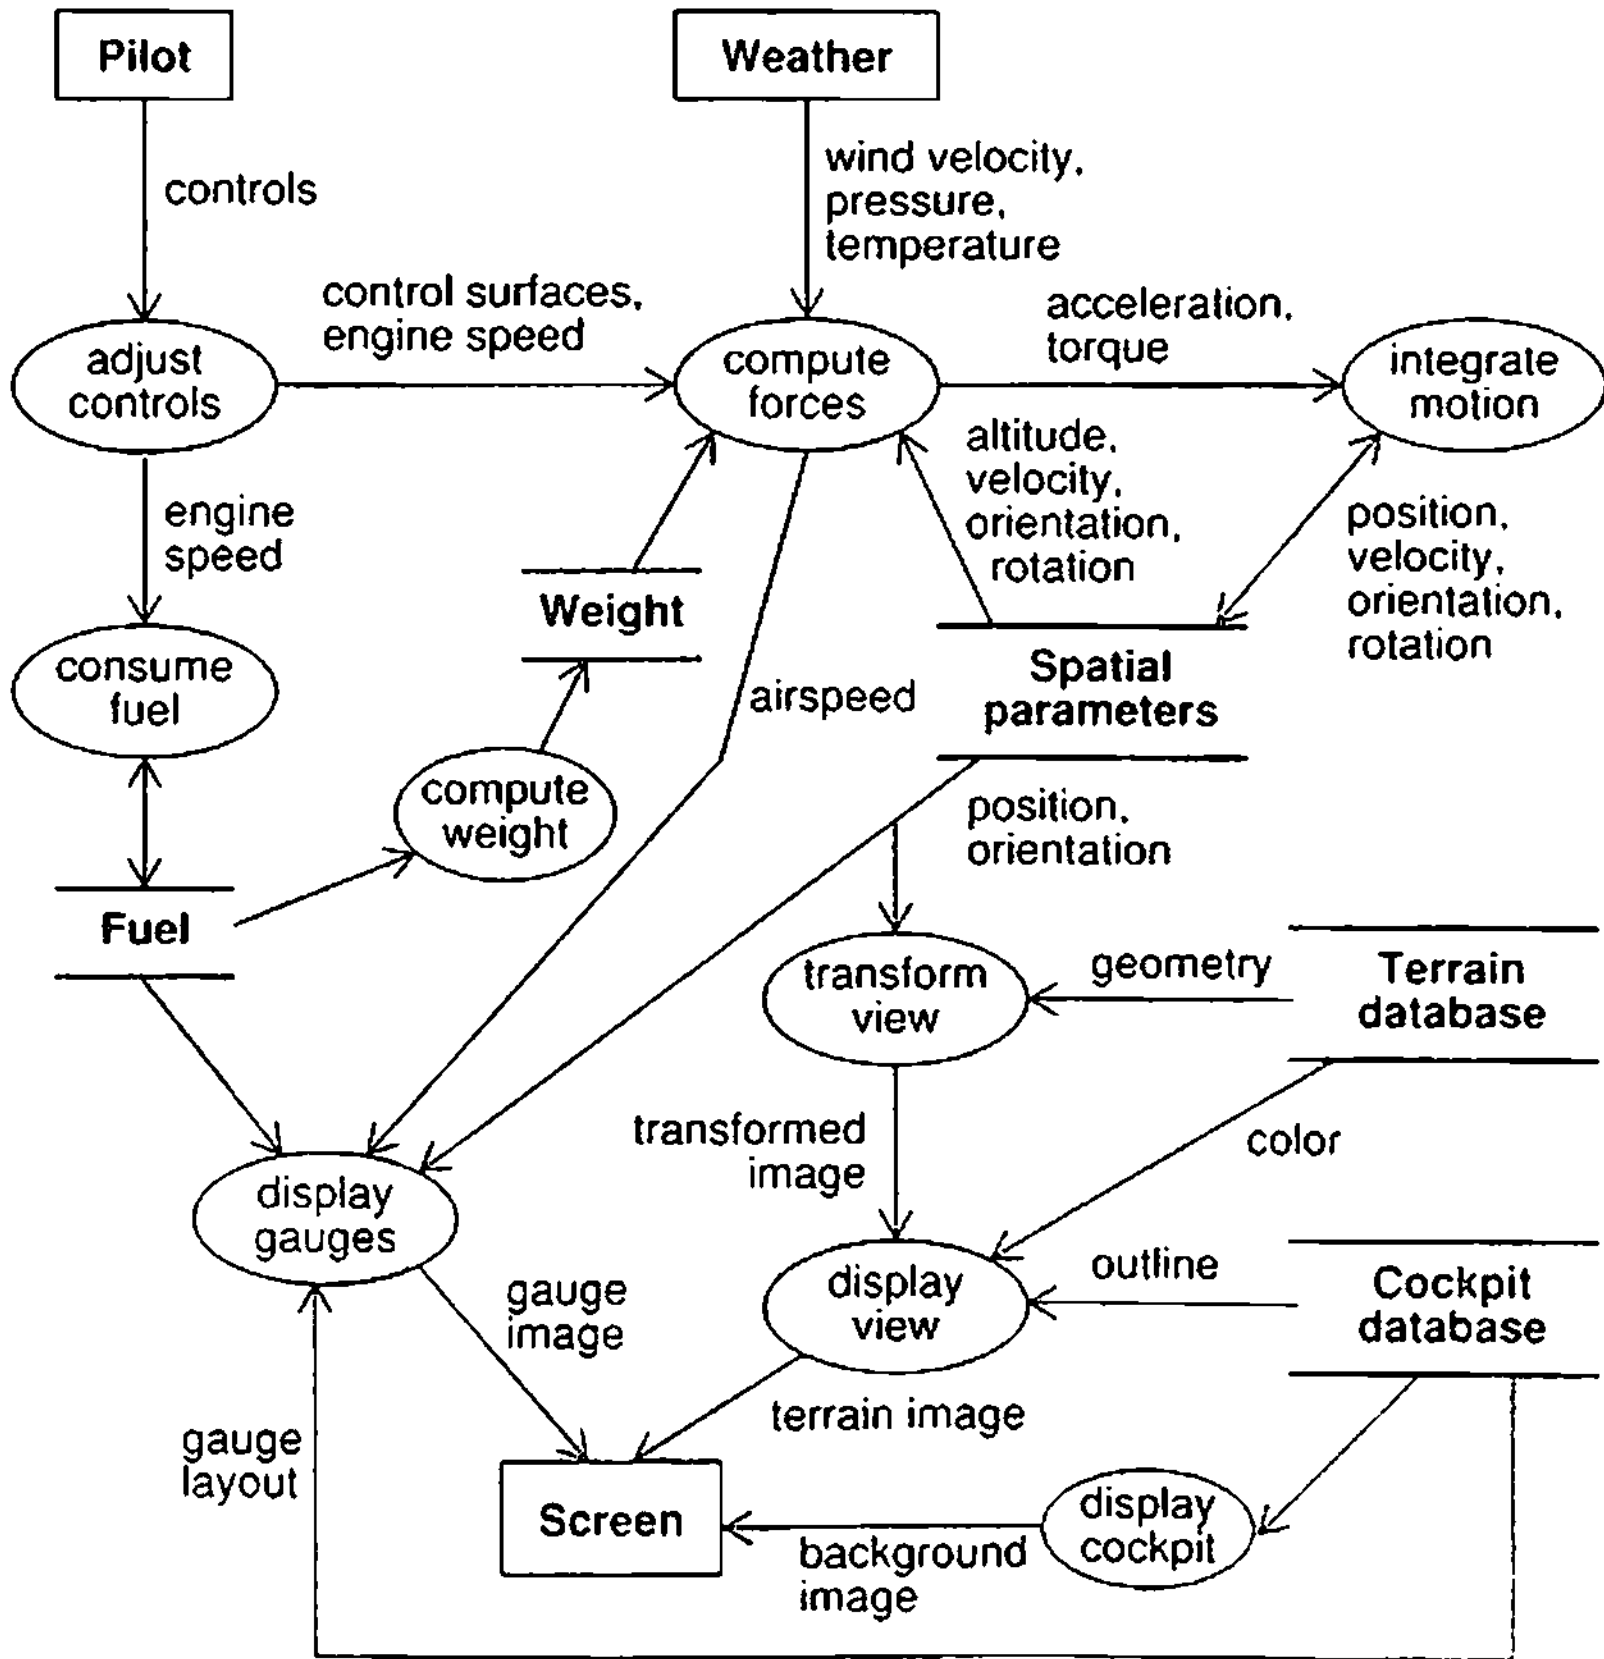 Pilot
Weather
controls
wind velocity,
pressure,
temperature
control surfaces,
engine speed
acceleration,
torque
adjust
controls
compute
forces
integrate
motion
altitude,
velocity,
orientation,
rotation
engine
speed
position,
velocity,
orientation,
rotation
Weight
consume
fuel
airspeed
Spatial
parameters
compute
weight
position,
orientation
Fuel
transform
view
geometry
Terrain
database
transformed
image
color
display
gauges
gauge
image
display
view
outline
Cockpit
database
terrain image
gauge
layout
Screen
display
cockpit
background
image